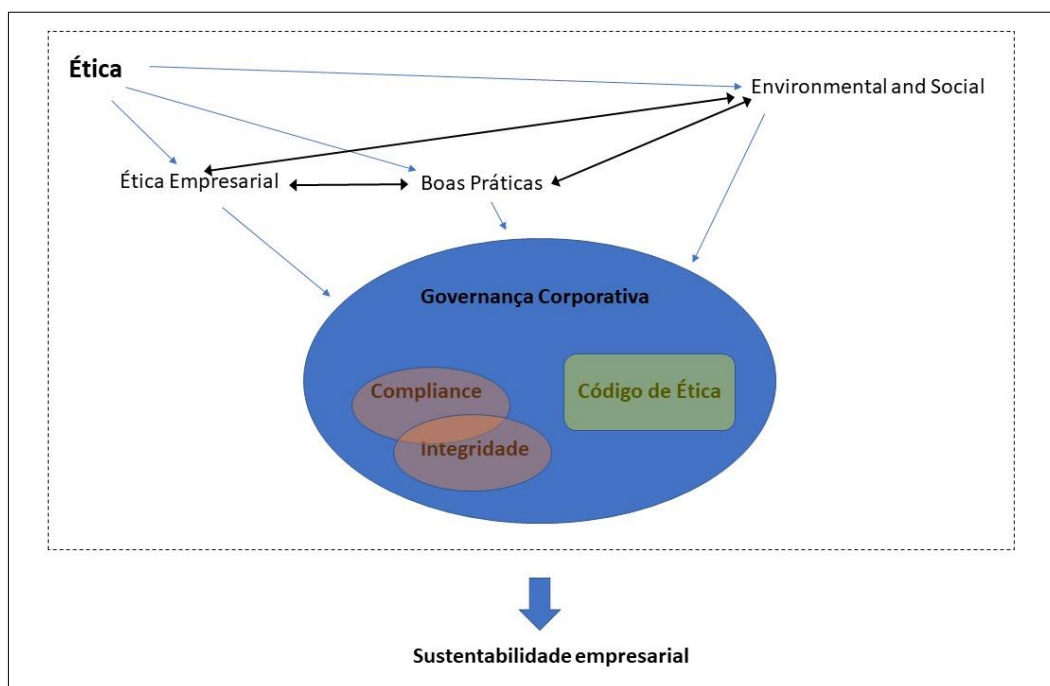 Ética
Environmental and Social
Ética Empresarial
Boas Práticas
Governança Corporativa
Compliance
Código de Ética
Integridade
Sustentabilidade empresarial